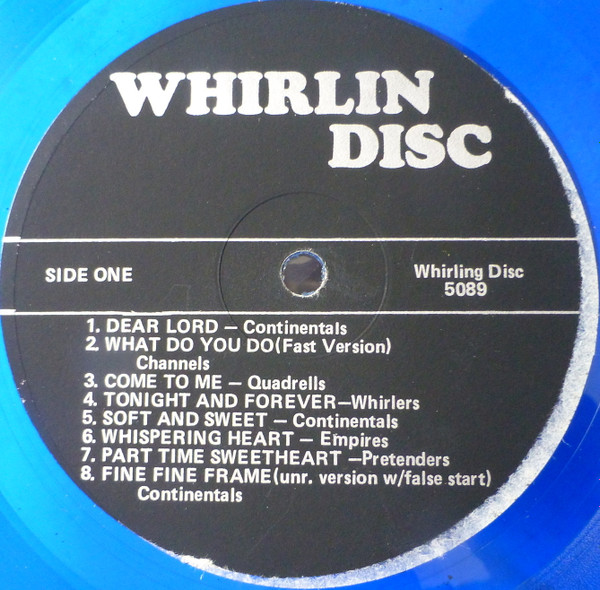 WHIRLIN
DISC
SIDE ONE
Whirling Disc
5089
1. DEAR LORD – Continentals
2. WHAT DO YOU DO(Fast Version)
Channels
3. COME TO ME – Quadrells
4. TONIGHT AND FOREVER–Whirlers
5. SOFT AND SWEET – Continentals
6. WHISPERING HEART – Empires
7. PART TIME SWEETHEART –Pretenders
8. FINE FINE FRAME(unr. version w/false start)
Continentals